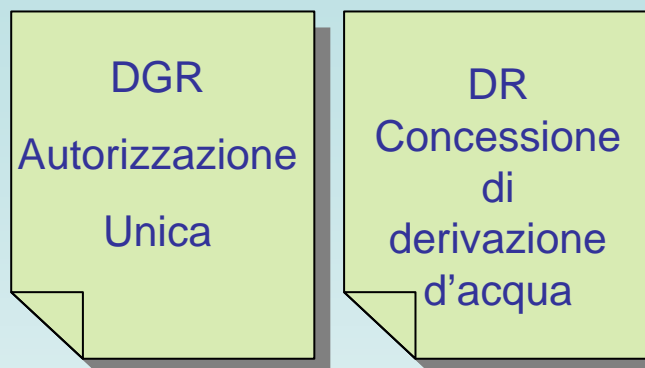 DGR
Autorizzazione
Unica
DR
Concessione
di
derivazione
d'acqua